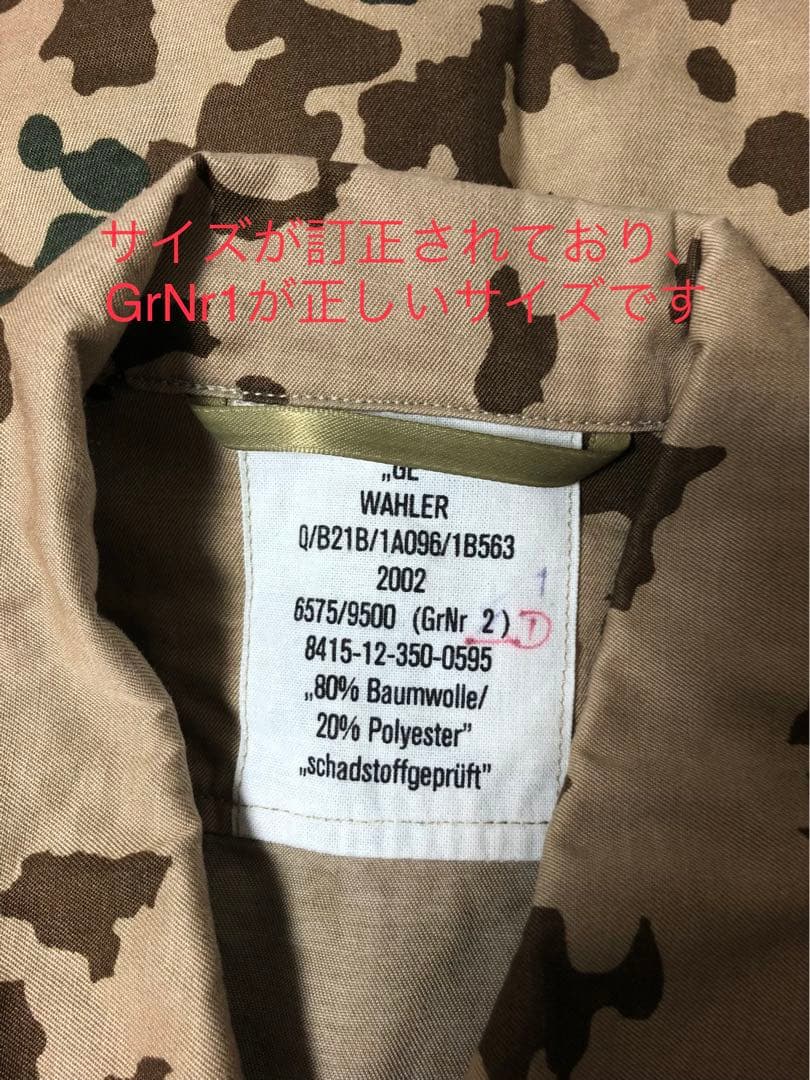 サイズが訂正されており、
GrNr1が正しいサイズです
WAHLER
Q/B21B/1A096/1B563
2002
1
6575/9500 (GrNr 2) 1
8415-12-350-0595
„80% Baumwolle/
20% Polyester”
„schadstoffgeprüft”